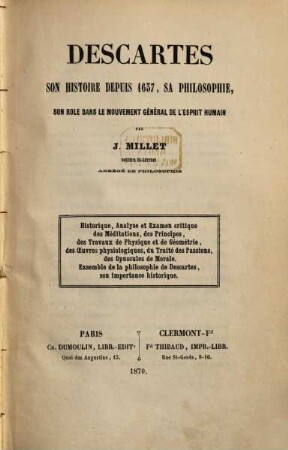 DESCARTES
SON HISTOIRE DEPUIS 1637, SA PHILOSOPHIE,
SON ROLE DANS LE MOUVEMENT GÉNÉRAL DE L'ESPRIT HUMAIN
PAR
J. MILLET
DOCTEUR ÈS-LETTRES
AGRÉGÉ DE PHILOSOPHIE
Historique, Analyse et Examen critique
des Méditations, des Principes,
des Travaux de Physique et de Géométrie,
des Œuvres physiologiques, du Traité des Passions,
des Opuscules de Morale.
Ensemble de la philosophie de Descartes,
son importance historique.
PARIS
CH. DUMOULIN, LIBR.-EDITr
Quai des Augustins, 13.
CLERMONT-Fd
Fd THIBAUD, IMPR.-LIBR.
Rue St-Genès, 8-10.
1870.